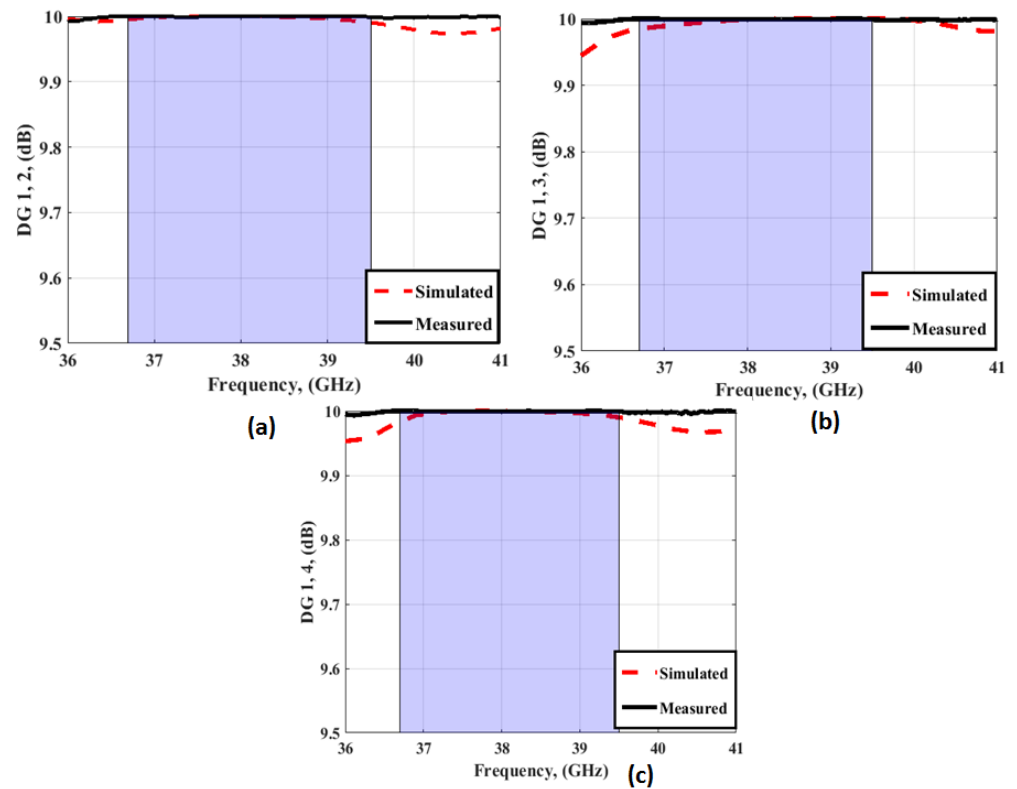 10
9.9
9.8
9.7
9.6
9.5
DG 1, 2, (dB)
36 37 38 39 40 41
Frequency, (GHz)
Simulated
Measured
(a)
10
9.9
9.8
9.7
9.6
9.5
DG 1, 3, (dB)
36 37 38 39 40 41
Frequency, (GHz)
Simulated
Measured
(b)
10
9.9
9.8
9.7
9.6
9.5
DG 1, 4, (dB)
36 37 38 39 40 41
Frequency, (GHz)
Simulated
Measured
(c)